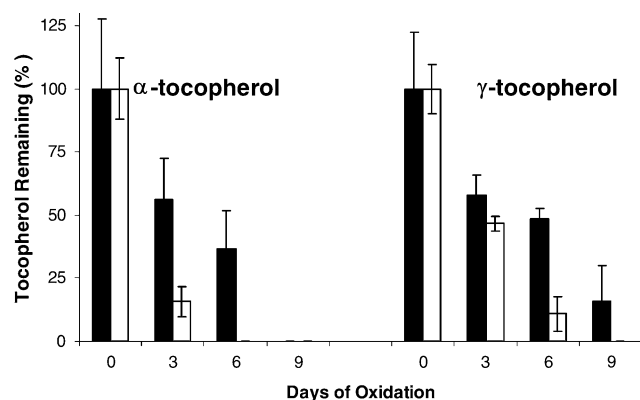 125
100
75
50
25
0
Tocopherol Remaining (%)
α-tocopherol
γ-tocopherol
0 3 6 9 0 3 6 9
Days of Oxidation